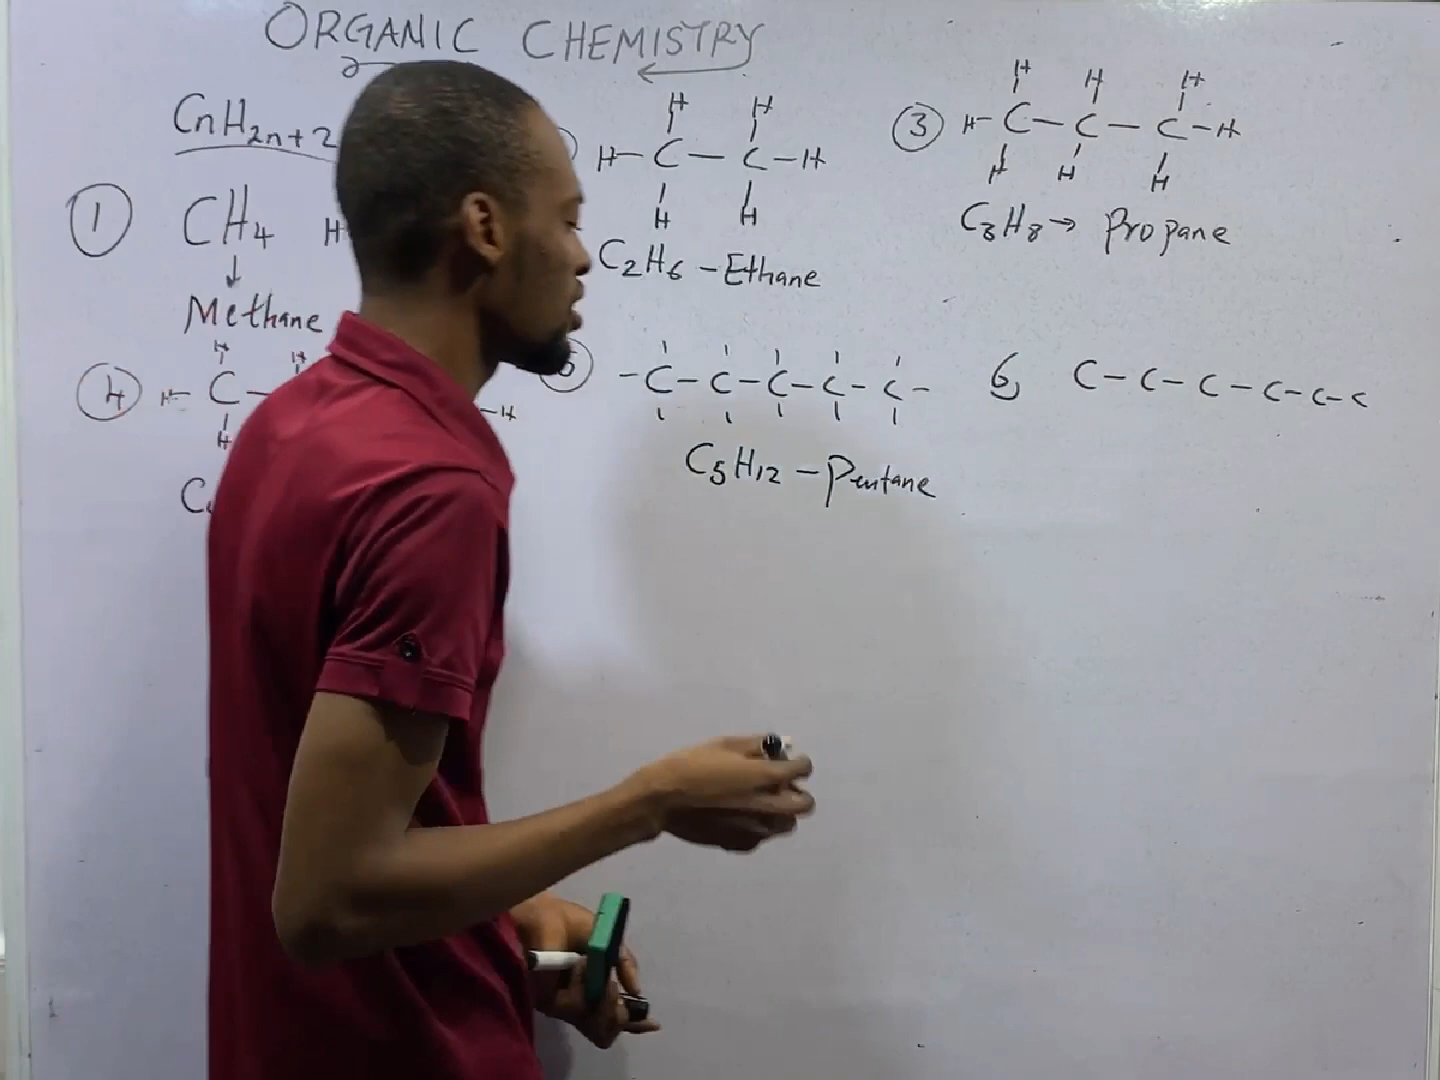 ORGANIC CHEMISTRY
CnH2n+2
① CH4 H
↓
Methane
H H
H-C-C-H
H H
C2H6 - Ethane
③ H H H
H-C-C-C-H
H H H
C3H8 → Propane
④ H H
H-C- -H
H
C
⑤ -C-C-C-C-C-
C5H12 - Pentane
6, C-C-C-C-C-C